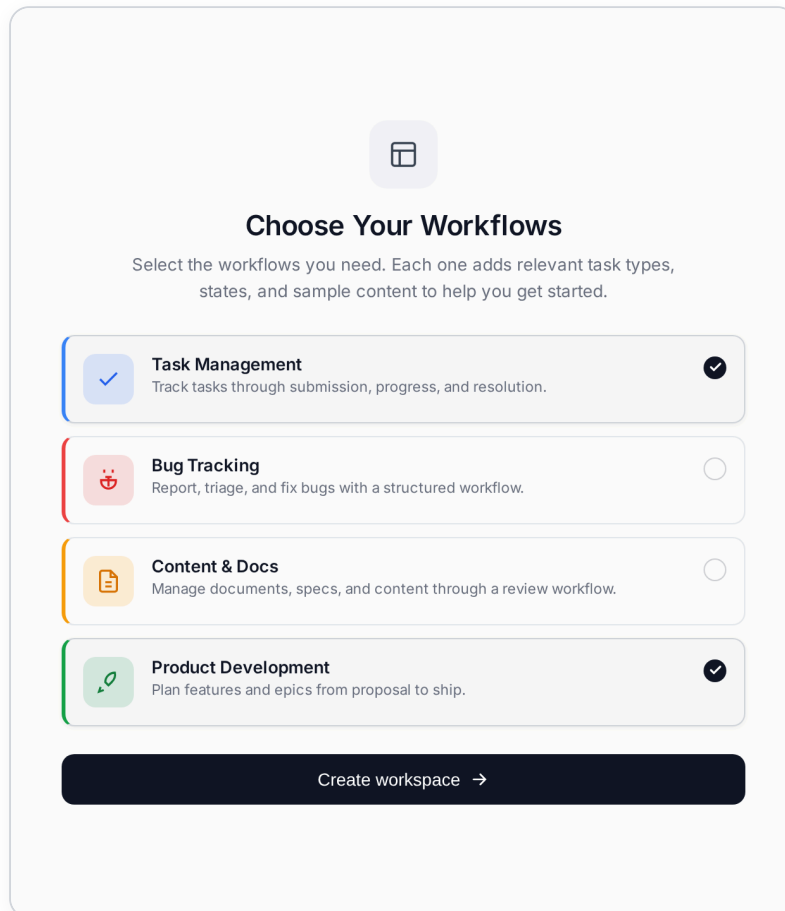 Choose Your Workflows
Select the workflows you need. Each one adds relevant task types,
states, and sample content to help you get started.
Task Management
Track tasks through submission, progress, and resolution.
Bug Tracking
Report, triage, and fix bugs with a structured workflow.
Content & Docs
Manage documents, specs, and content through a review workflow.
Product Development
Plan features and epics from proposal to ship.
Create workspace →